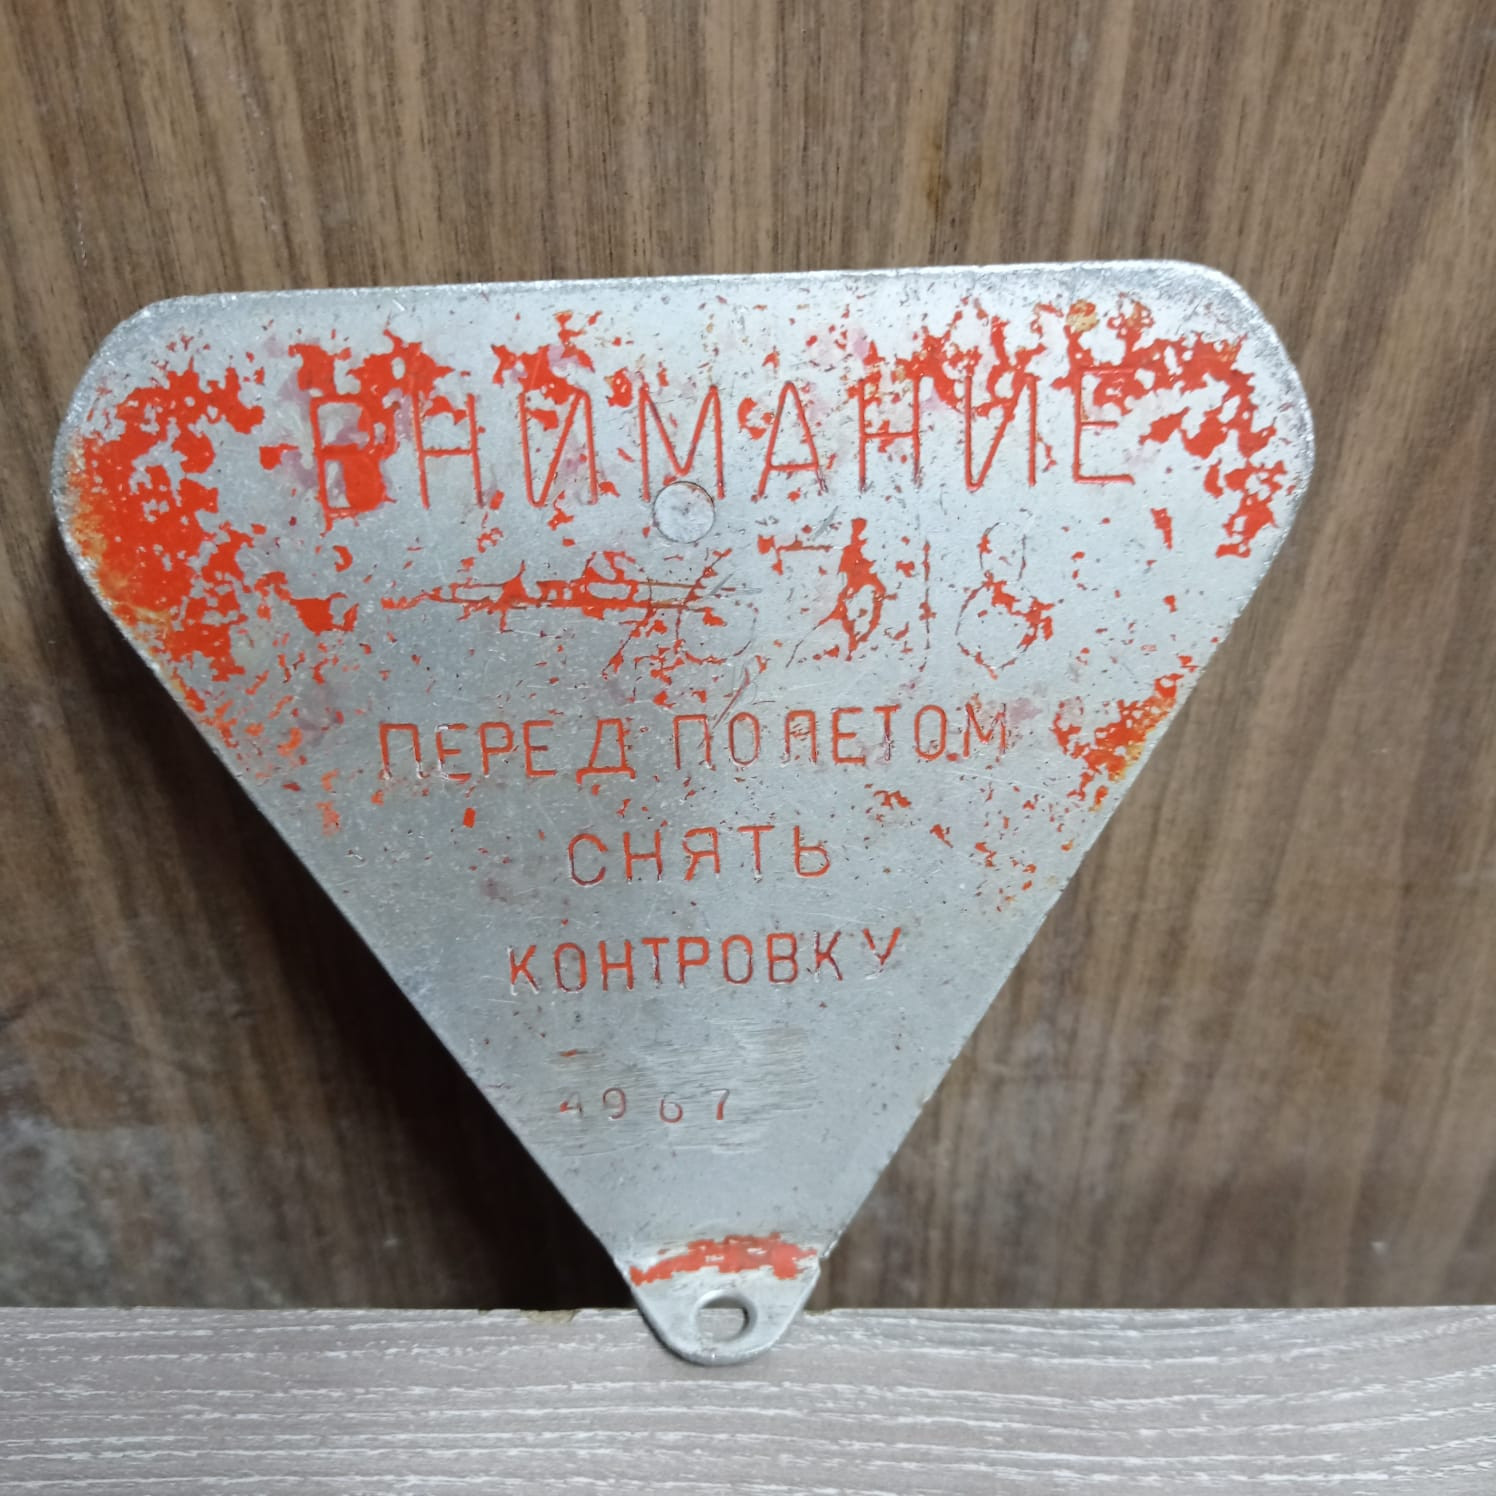 ВНИМАНИЕ
ПЕРЕД ПОЛЕТОМ
СНЯТЬ
КОНТРОВКУ
4967